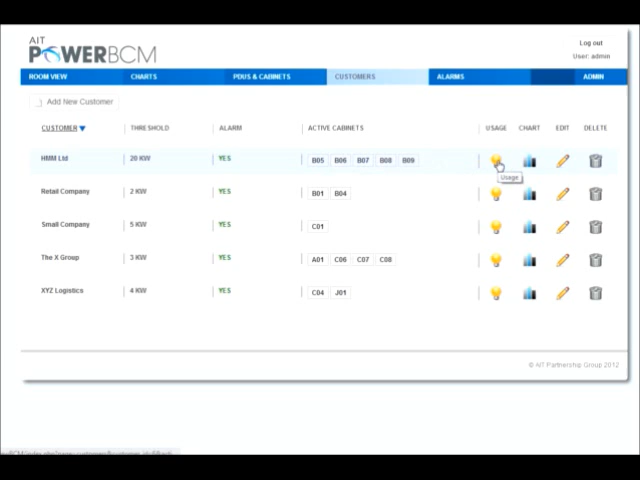 AIT
POWERBCM
Log out
User: admin
ROOM VIEW CHARTS PDUS & CABINETS CUSTOMERS ALARMS ADMIN
Add New Customer
CUSTOMER THRESHOLD ALARM ACTIVE CABINETS USAGE CHART EDIT DELETE
HMM Ltd 20 KW YES B05 B06 B07 B08 B09
Usage
Retail Company 2 KW YES B01 B04
Small Company 5 KW YES C01
The X Group 3 KW YES A01 C06 C07 C08
XYZ Logistics 4 KW YES C04 J01
© AIT Partnership Group 2012